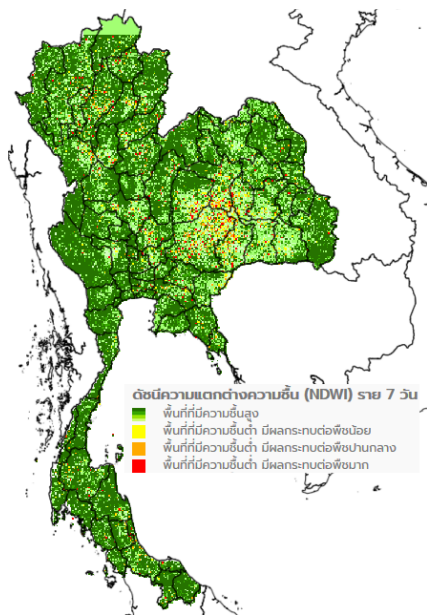 ดัชนีความแตกต่างความชื้น (NDWI) ราย 7 วัน
พื้นที่ที่มีความชื้นสูง
พื้นที่ที่มีความชื้นต่ำ มีผลกระทบต่อพืชน้อย
พื้นที่ที่มีความชื้นต่ำ มีผลกระทบต่อพืชปานกลาง
พื้นที่ที่มีความชื้นต่ำ มีผลกระทบต่อพืชมาก